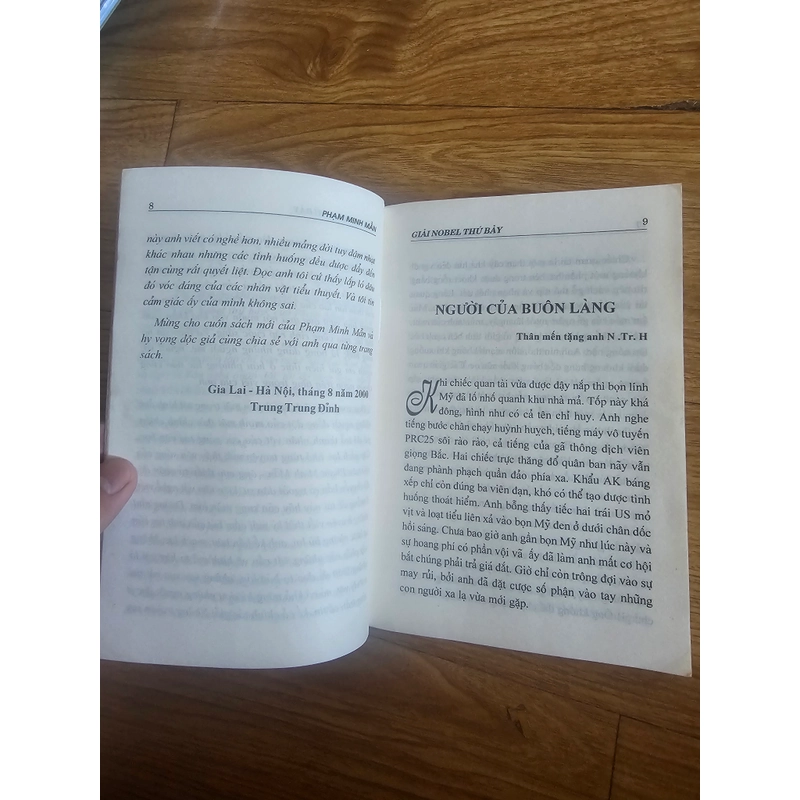 8
PHẠM MINH MẪN
này anh viết có nghề hơn, nhiều mảng đời tuy đậm nhạt
khác nhau nhưng các tình huống đều được đẩy đến
tận cùng rất quyết liệt. Đọc anh tôi cứ thấy lấp ló đâu
đó vóc dáng của các nhân vật tiểu thuyết. Và tôi tin
cảm giác ấy của mình không sai.
Mừng cho cuốn sách mới của Phạm Minh Mẫn và
hy vọng độc giả cùng chia sẻ với anh qua từng trang
sách.
Gia Lai - Hà Nội, tháng 8 năm 2000
Trung Trung Đỉnh
GIẢI NOBEL THỨ BẢY
9
NGƯỜI CỦA BUÔN LÀNG
Thân mến tặng anh N .Tr. H
Khi chiếc quan tài vừa được đậy nắp thì bọn lính
Mỹ đã lố nhố quanh khu nhà mả. Tốp này khá
đông, hình như có cả tên chỉ huy. Anh nghe
tiếng bước chân chạy huỳnh huỵch, tiếng máy vô tuyến
PRC25 sôi rào rào, cả tiếng của gã thông dịch viên
giọng Bắc. Hai chiếc trực thăng đổ quân ban nãy vẫn
đang phành phạch quần đảo phía xa. Khẩu AK báng
xếp chỉ còn đúng ba viên đạn, khó có thể tạo được tình
huống thoát hiểm. Anh bỗng thấy tiếc hai trái US mỏ
vịt và loạt tiểu liên xả vào bọn Mỹ đen ở dưới chân dốc
hồi sáng. Chưa bao giờ anh gần bọn Mỹ như lúc này và
sự hoang phí có phần vội vã ấy đã làm anh mất cơ hội
bắt chúng phải trả giá đắt. Giờ chỉ còn trông đợi vào sự
may rủi, bởi anh đã đặt cược số phận vào tay những
con người xa lạ vừa mới gặp.